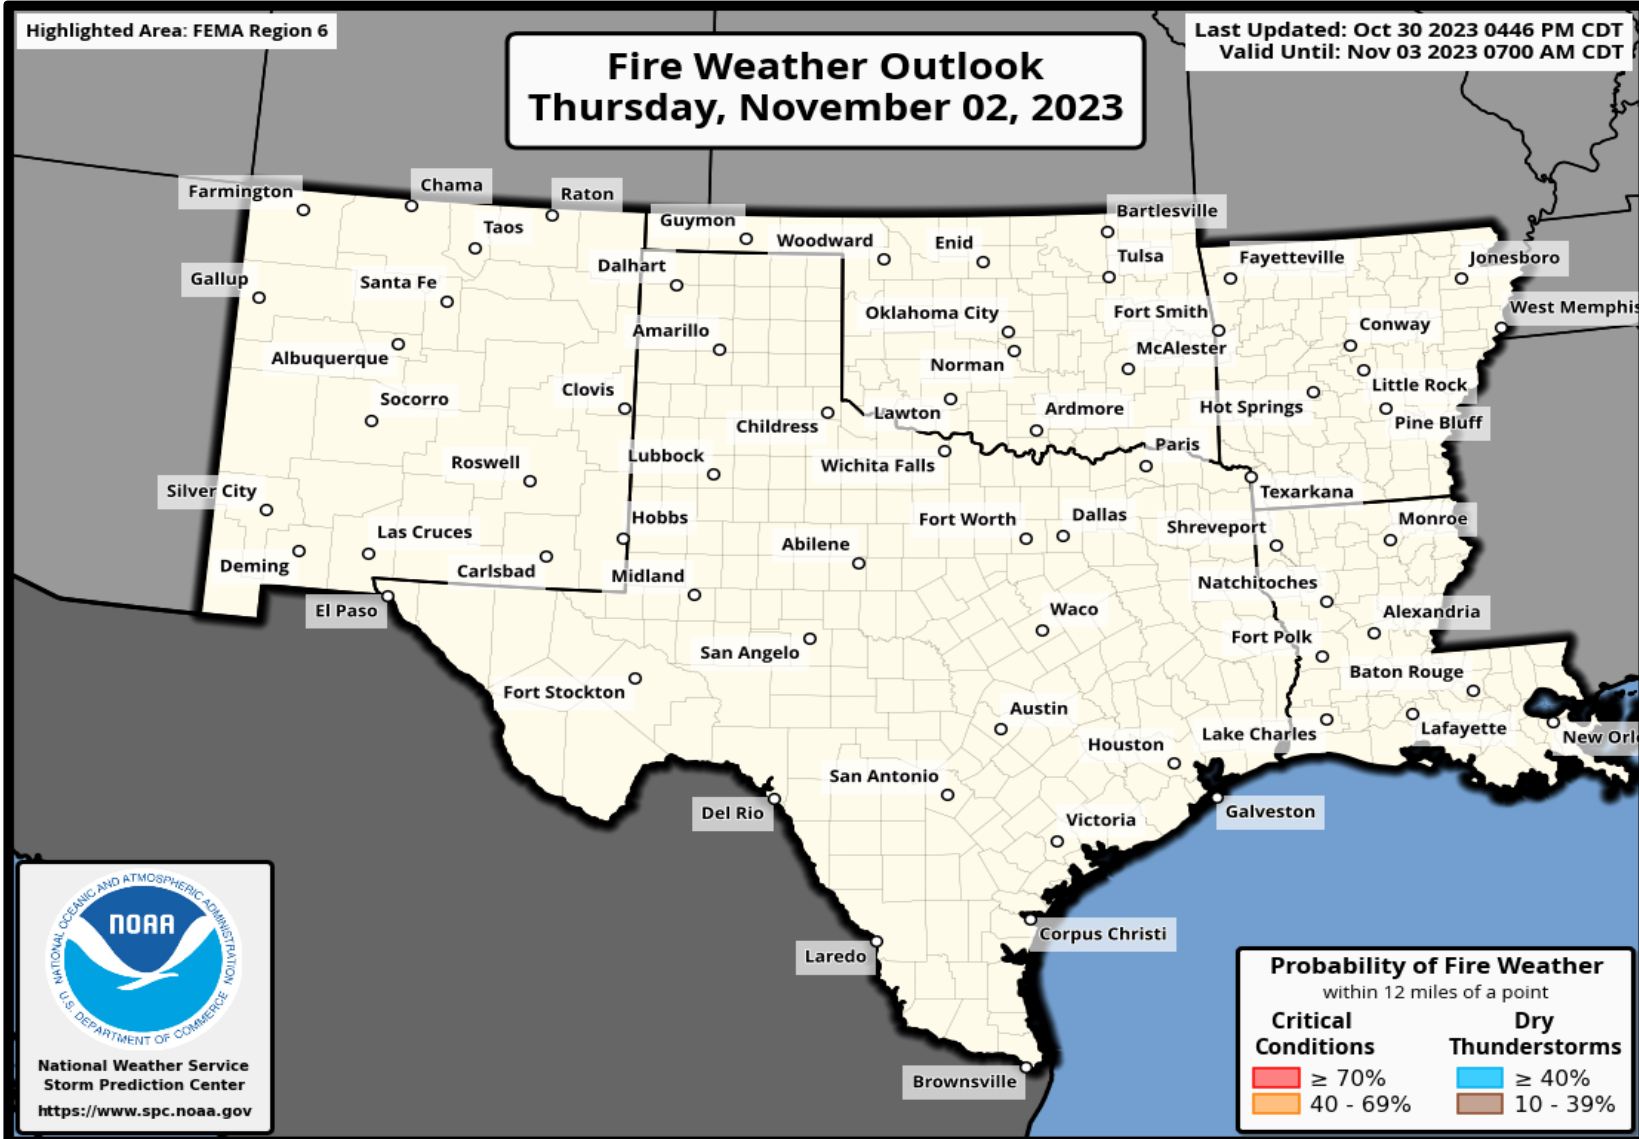 Highlighted Area: FEMA Region 6
Last Updated: Oct 30 2023 0446 PM CDT
Valid Until: Nov 03 2023 0700 AM CDT
Fire Weather Outlook
Thursday, November 02, 2023
Farmington
Chama
Raton
Taos
Guymon
Woodward
Enid
Bartlesville
Tulsa
Fayetteville
Jonesboro
Gallup
Santa Fe
Dalhart
West Memphis
Oklahoma City
Fort Smith
Conway
Amarillo
Albuquerque
Norman
McAlester
Little Rock
Socorro
Clovis
Childress
Lawton
Ardmore
Hot Springs
Pine Bluff
Roswell
Lubbock
Wichita Falls
Paris
Silver City
Texarkana
Las Cruces
Hobbs
Fort Worth
Dallas
Shreveport
Monroe
Deming
Carlsbad
Midland
Abilene
Natchitoches
El Paso
Waco
Alexandria
San Angelo
Fort Polk
Fort Stockton
Baton Rouge
Austin
Houston
Lake Charles
Lafayette
New Orl
San Antonio
Del Rio
Victoria
Galveston
Corpus Christi
Laredo
Brownsville
NATIONAL OCEANIC AND ATMOSPHERIC ADMINISTRATION
NOAA
U.S. DEPARTMENT OF COMMERCE
National Weather Service
Storm Prediction Center
https://www.spc.noaa.gov
Probability of Fire Weather
within 12 miles of a point
Critical Conditions
≥ 70%
40 - 69%
Dry Thunderstorms
≥ 40%
10 - 39%